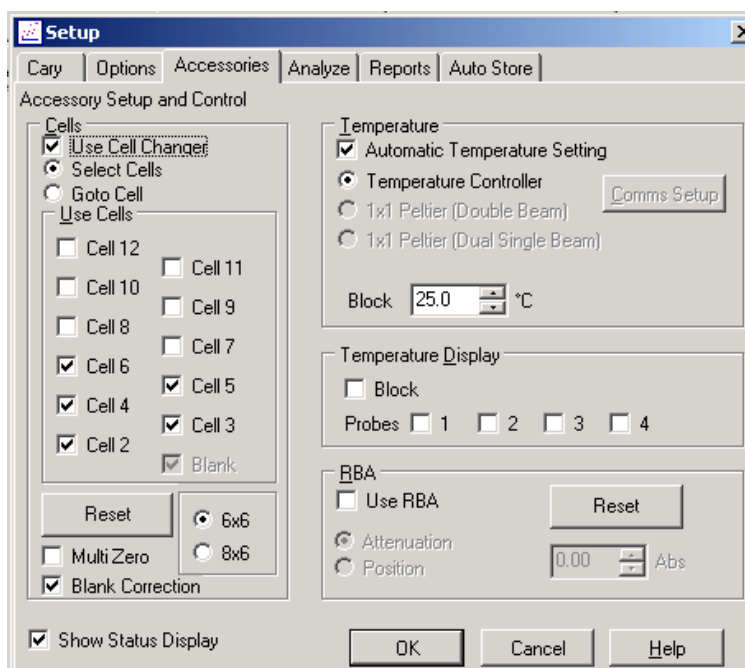 Setup
Cary Options Accessories Analyze Reports Auto Store
Accessory Setup and Control
Cells
Use Cell Changer
Select Cells
Goto Cell
Use Cells
Cell 12
Cell 11
Cell 10
Cell 9
Cell 8
Cell 7
Cell 6
Cell 5
Cell 4
Cell 3
Cell 2
Blank
Reset
6x6
8x6
Multi Zero
Blank Correction
Temperature
Automatic Temperature Setting
Temperature Controller
Comms Setup
1x1 Peltier (Double Beam)
1x1 Peltier (Dual Single Beam)
Block 25.0 °C
Temperature Display
Block
Probes 1 2 3 4
RBA
Use RBA
Reset
Attenuation
Position
0.00 Abs
Show Status Display
OK Cancel Help